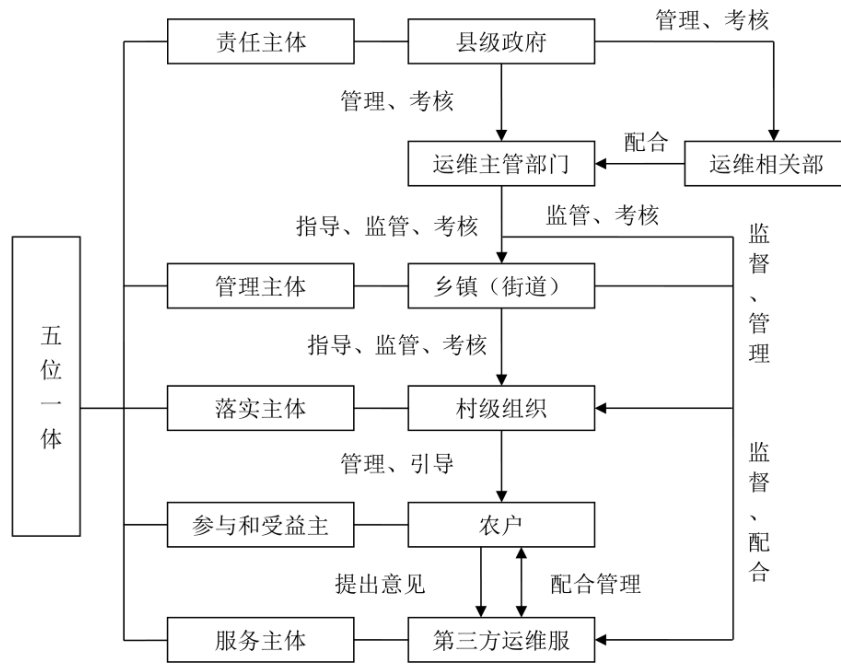 责任主体
县级政府
管理、考核
管理、考核
运维主管部门
配合
运维相关部
指导、监管、考核
监管、考核
监督、管理
管理主体
乡镇（街道）
五位一体
指导、监管、考核
落实主体
村级组织
管理、引导
监督、配合
参与和受益主
农户
提出意见
配合管理
服务主体
第三方运维服